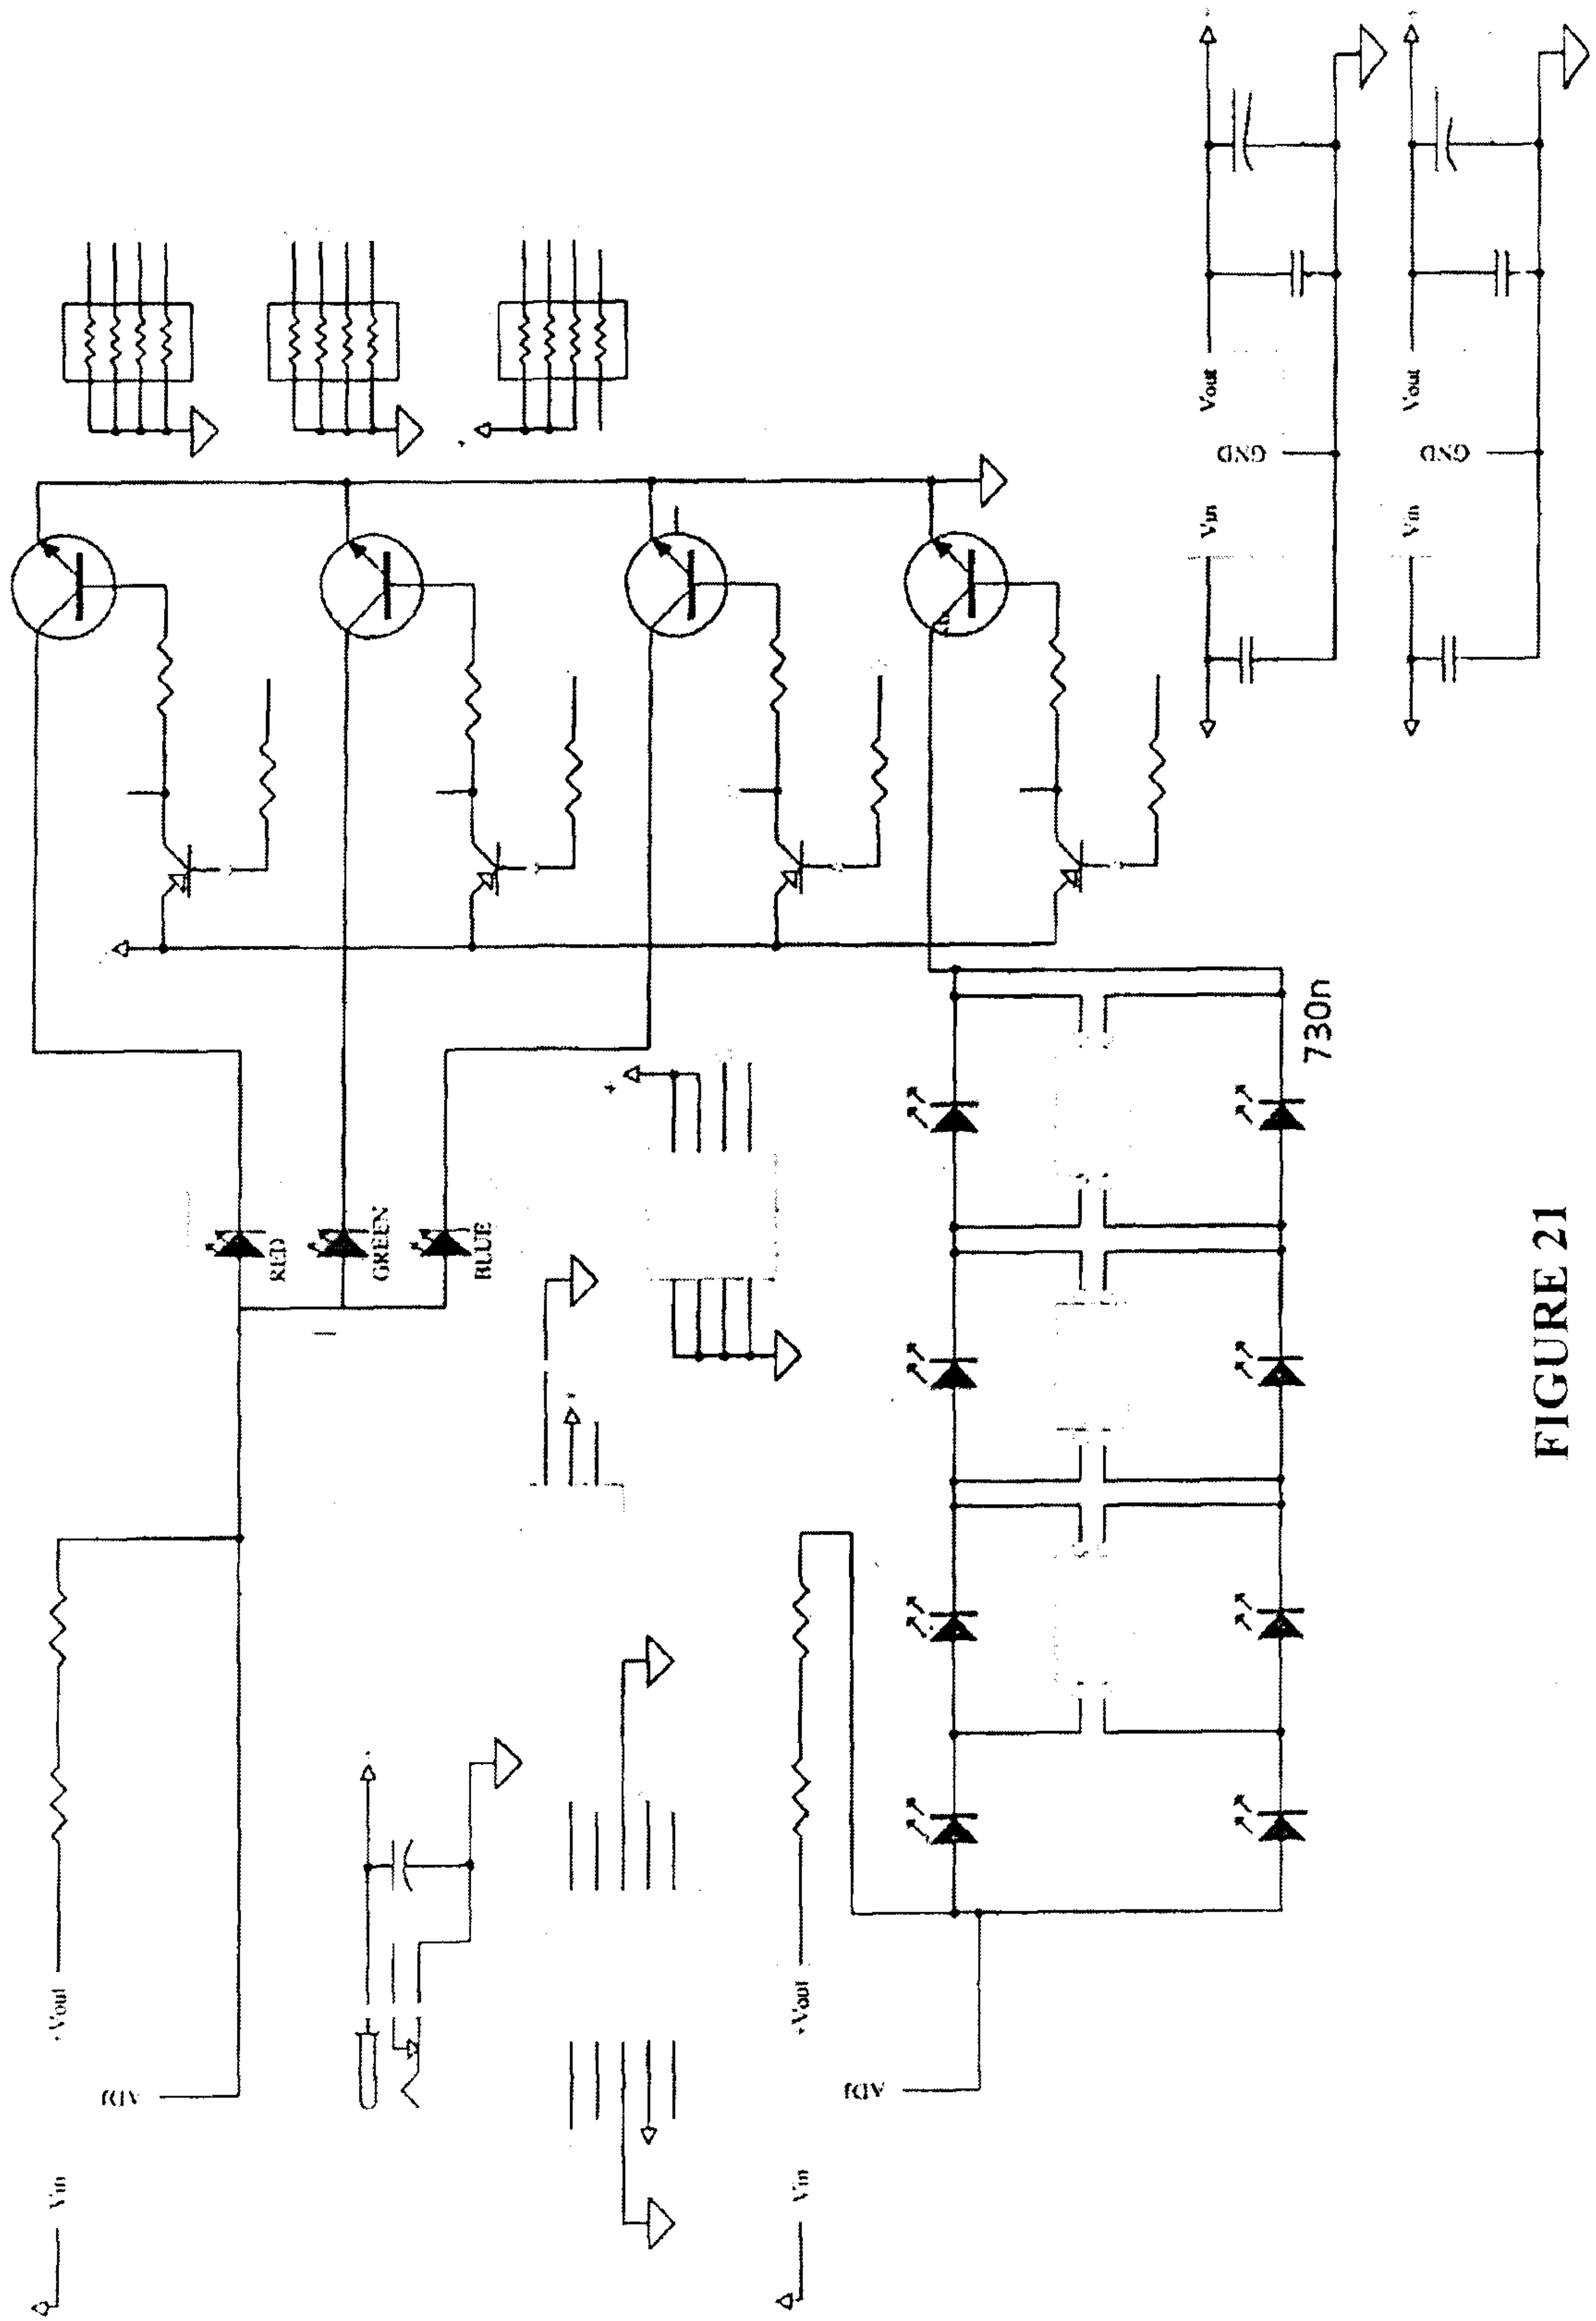 Vin
ADJ
+Vout
RED
GREEN
BLUE
Vin
ADJ
+Vout
730n
Vin
GND
Vout
Vin
GND
Vout
FIGURE 21